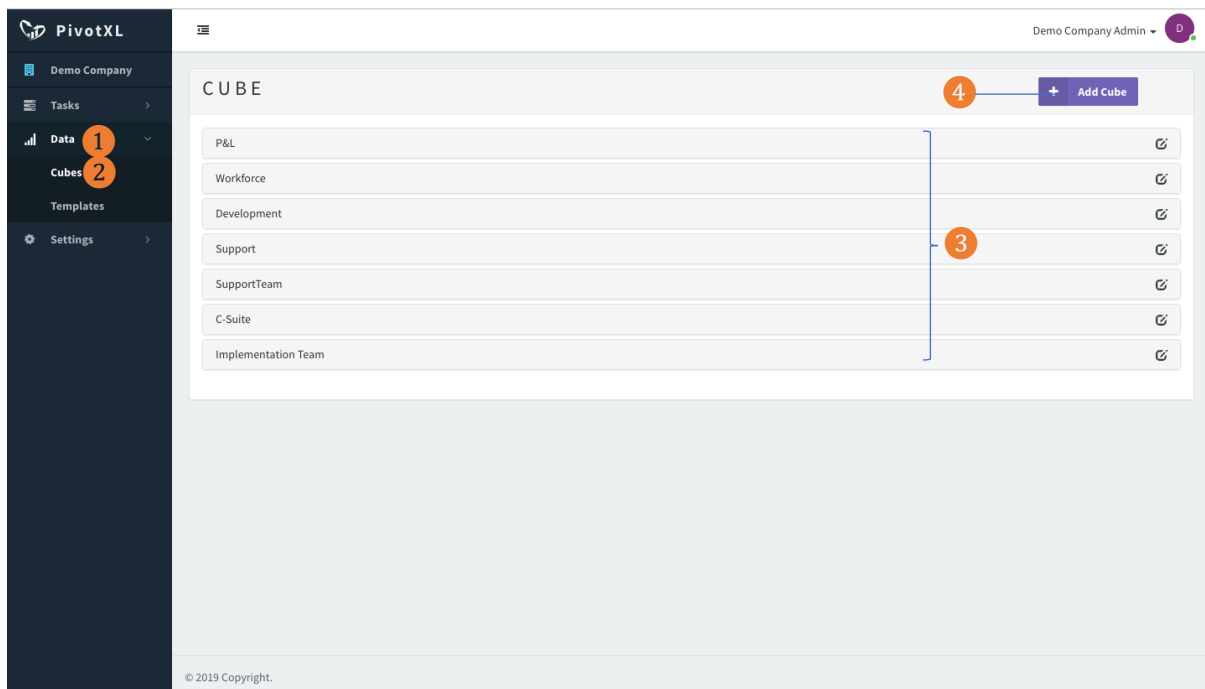 PivotXL
Demo Company Admin
D
Demo Company
Tasks
Data 1
Cubes 2
Templates
Settings
CUBE
4
+ Add Cube
P&L
Workforce
Development
Support
3
SupportTeam
C-Suite
Implementation Team
© 2019 Copyright.